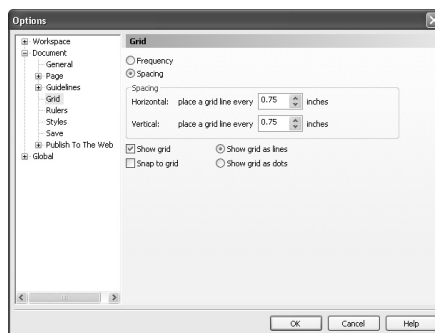 Options
Workspace
Document
General
Page
Guidelines
Grid
Rulers
Styles
Save
Publish To The Web
Global
Grid
Frequency
Spacing
Spacing
Horizontal: place a grid line every 0.75 inches
Vertical: place a grid line every 0.75 inches
Show grid Show grid as lines
Snap to grid Show grid as dots
OK Cancel Help